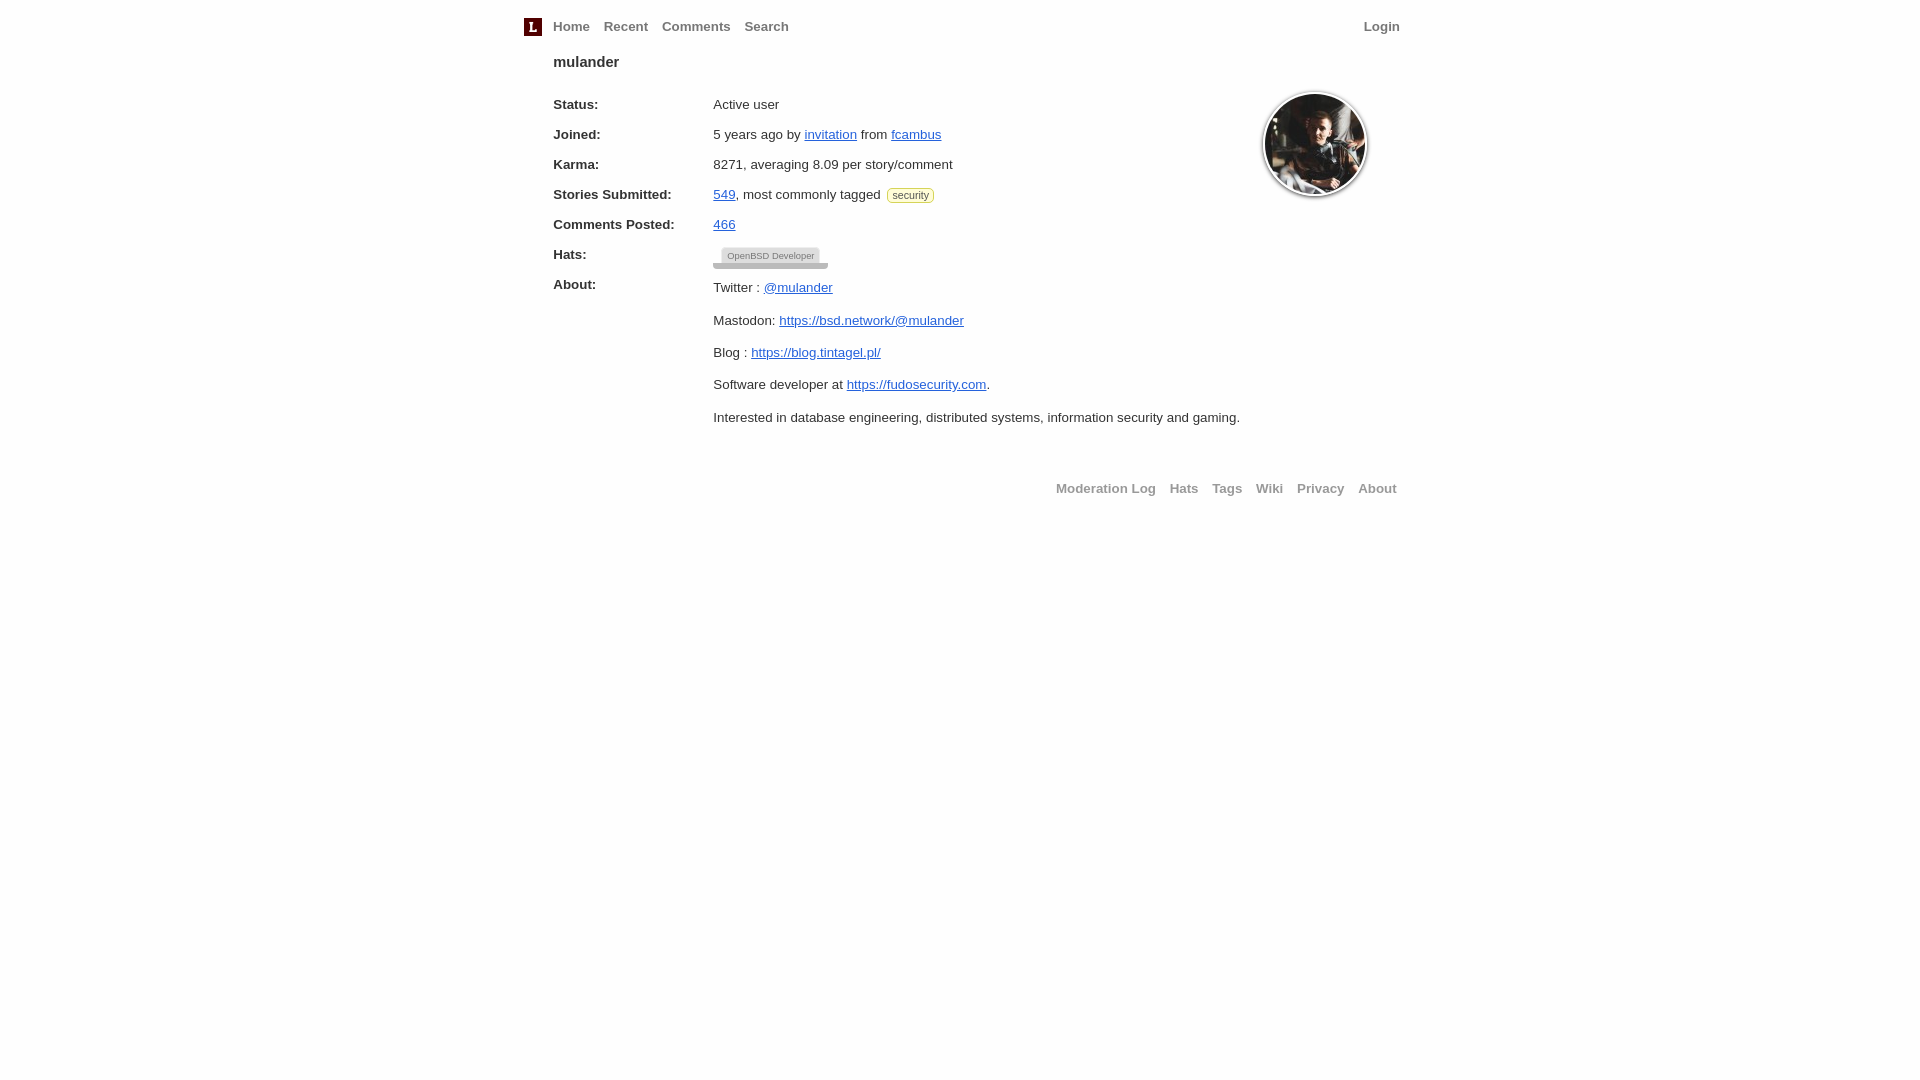 L Home Recent Comments Search Login
mulander
Status: Active user
Joined: 5 years ago by invitation from fcambus
Karma: 8271, averaging 8.09 per story/comment
Stories Submitted: 549, most commonly tagged security
Comments Posted: 466
Hats: OpenBSD Developer
About: Twitter : @mulander
Mastodon: https://bsd.network/@mulander
Blog : https://blog.tintagel.pl/
Software developer at https://fudosecurity.com.
Interested in database engineering, distributed systems, information security and gaming.
Moderation Log Hats Tags Wiki Privacy About